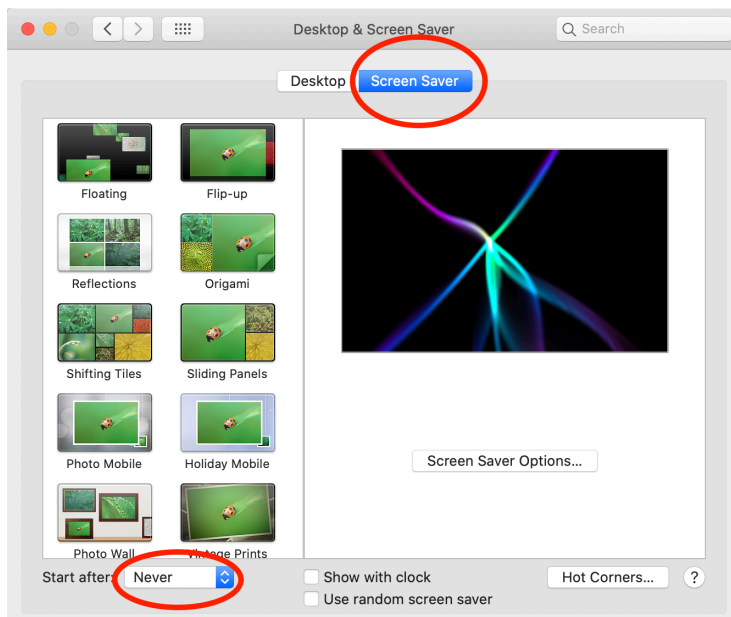 Desktop & Screen Saver
Search
Desktop
Screen Saver
Floating
Flip-up
Reflections
Origami
Shifting Tiles
Sliding Panels
Photo Mobile
Holiday Mobile
Photo Wall
Vintage Prints
Screen Saver Options...
Start after: Never
Show with clock
Hot Corners... ?
Use random screen saver